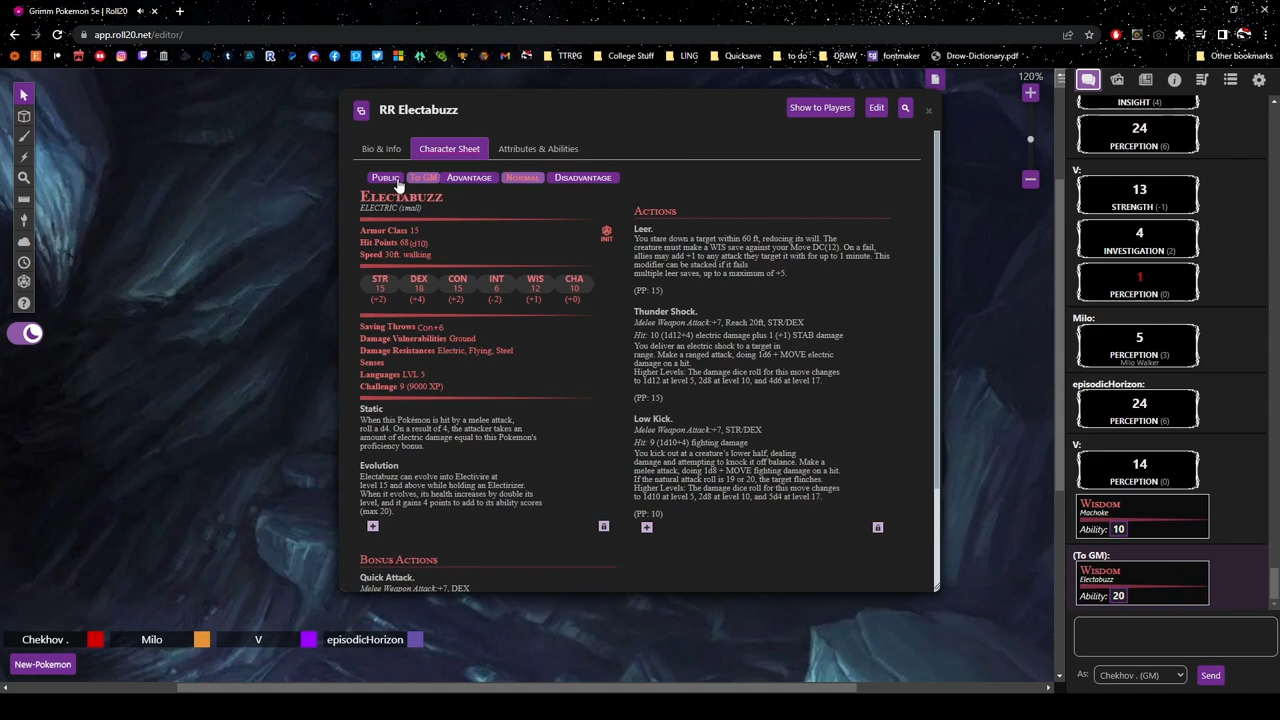 Grimm Pokemon 5e | Roll20
app.roll20.net/editor/
TTRPG
College Stuff
LING
Quicksave
to do
DRAW
fontmaker
Drow-Dictionary.pdf
Other bookmarks
120%
RR Electabuzz
Show to Players
Edit
Bio & Info
Character Sheet
Attributes & Abilities
PUBLIC
TO GM
ADVANTAGE
NORMAL
DISADVANTAGE
ELECTABUZZ
ELECTRIC (small)
Armor Class 15
Hit Points 68(d10)
Speed 30ft. walking
INIT
STR DEX CON INT WIS CHA
15 18 15 6 12 10
(+2) (+4) (+2) (-2) (+1) (+0)
Saving Throws Con+6
Damage Vulnerabilities Ground
Damage Resistances Electric, Flying, Steel
Senses
Languages LVL 5
Challenge 9 (9000 XP)
Static
When this Pokémon is hit by a melee attack,
roll a d4. On a result of 4, the attacker takes an
amount of electric damage equal to this Pokemon's
proficiency bonus.
Evolution
Electabuzz can evolve into Electivire at
level 15 and above while holding an Electirizer.
When it evolves, its health increases by double its
level, and it gains 4 points to add to its ability scores
(max 20).
ACTIONS
Leer.
You stare down a target within 60 ft, reducing its will. The
creature must make a WIS save against your Move DC(12). On a fail,
allies may add +1 to any attack they target it with for up to 1 minute. This
modifier can be stacked if it fails
multiple leer saves, up to a maximum of +5.
(PP: 15)
Thunder Shock.
Melee Weapon Attack:+7, Reach 20ft, STR/DEX
Hit: 10 (1d12+4) electric damage plus 1 (+1) STAB damage
You deliver an electric shock to a target in
range. Make a ranged attack, doing 1d6 + MOVE electric
damage on a hit.
Higher Levels: The damage dice roll for this move changes
to 1d12 at level 5, 2d8 at level 10, and 4d6 at level 17.
(PP: 15)
Low Kick.
Melee Weapon Attack:+7, STR/DEX
Hit: 9 (1d10+4) fighting damage
You kick out at a creature's lower half, dealing
damage and attempting to knock it off balance. Make a
melee attack, doing 1d8 + MOVE fighting damage on a hit.
If the natural attack roll is 19 or 20, the target flinches.
Higher Levels: The damage dice roll for this move changes
to 1d10 at level 5, 2d8 at level 10, and 5d4 at level 17.
(PP: 10)
BONUS ACTIONS
Quick Attack.
Melee Weapon Attack:+7, DEX
INSIGHT (4)
24
PERCEPTION (6)
V:
13
STRENGTH (-1)
4
INVESTIGATION (2)
1
PERCEPTION (0)
Milo:
5
PERCEPTION (3)
Milo Walker
episodicHorizon:
24
PERCEPTION (6)
V:
14
PERCEPTION (0)
WISDOM
Machoke
Ability: 10
(To GM):
WISDOM
Electabuzz
Ability: 20
As:
Chekhov . (GM)
Send
Chekhov .
Milo
V
episodicHorizon
New-Pokemon